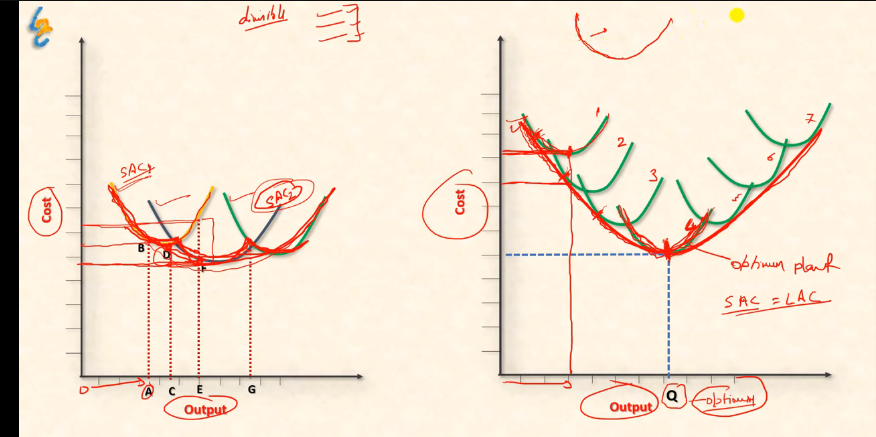 divisible
SAC1
SAC2
Cost
B
D
F
O
A
C
E
G
Output
1
2
3
4
5
6
7
Cost
optimum plant
SAC = LAC
Output
Q
optimum